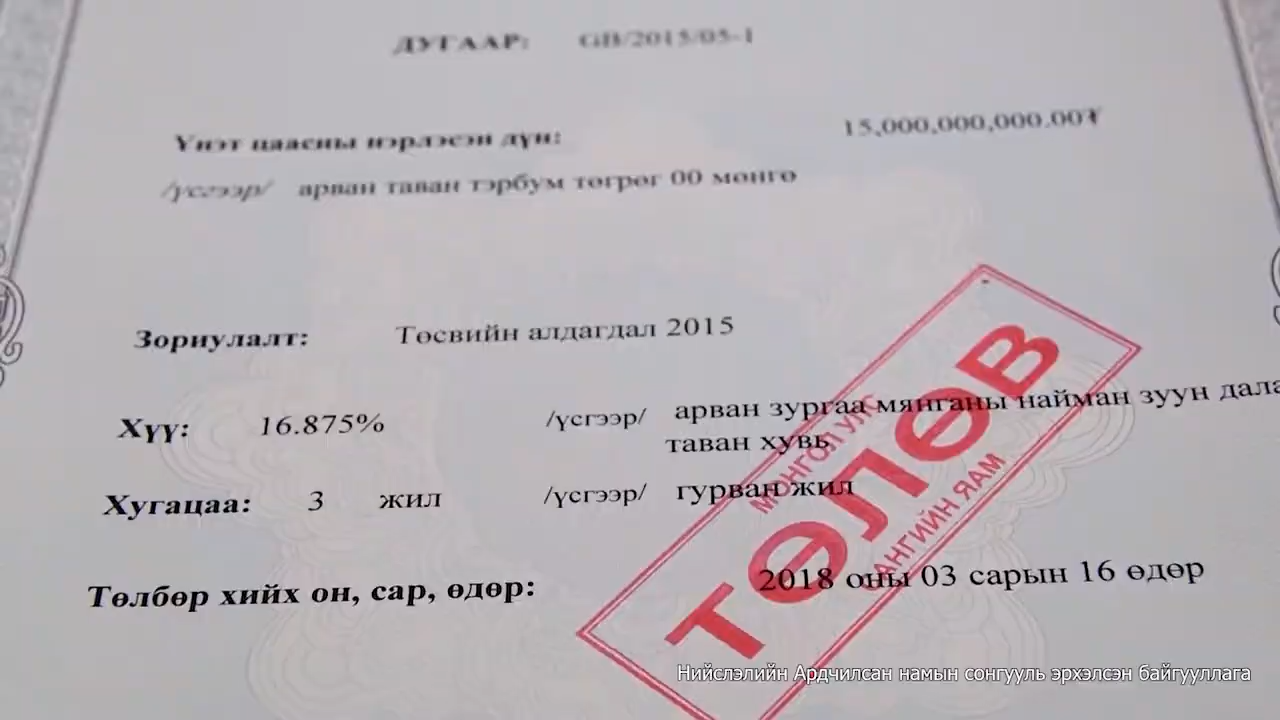 ДУГААР: GB/2015/05-1
Үнэт цаасны нэрлэсэн дүн: 15,000,000,000.00₮
/үсгээр/ арван таван тэрбум төгрөг 00 мөнгө
Зориулалт: Төсвийн алдагдал 2015
Хүү: 16.875% /үсгээр/ арван зургаа мянганы найман зуун дала
таван хувь
Хугацаа: 3 жил /үсгээр/ гурван жил
Төлбөр хийх он, сар, өдөр: 2018 оны 03 сарын 16 өдөр
МОНГОЛ УЛС
ТӨЛӨВ
САНГИЙН ЯАМ
Нийслэлийн Ардчилсан намын сонгууль эрхэлсэн байгууллага